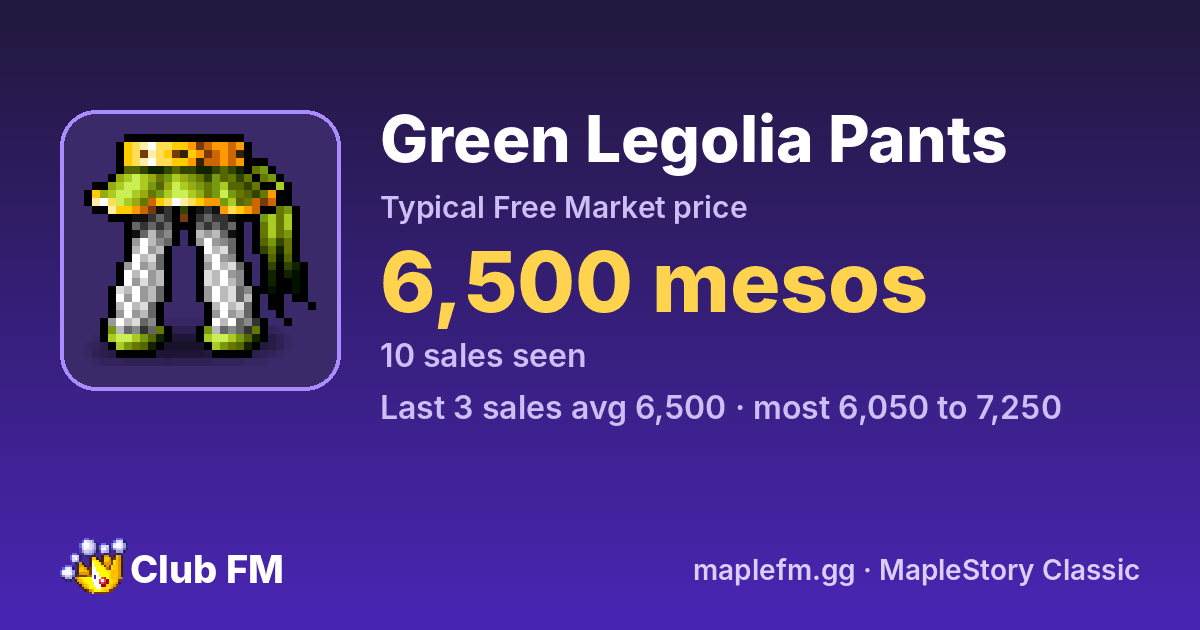 Green Legolia Pants
Typical Free Market price
6,500 mesos
10 sales seen
Last 3 sales avg 6,500 · most 6,050 to 7,250
Club FM
maplefm.gg · MapleStory Classic